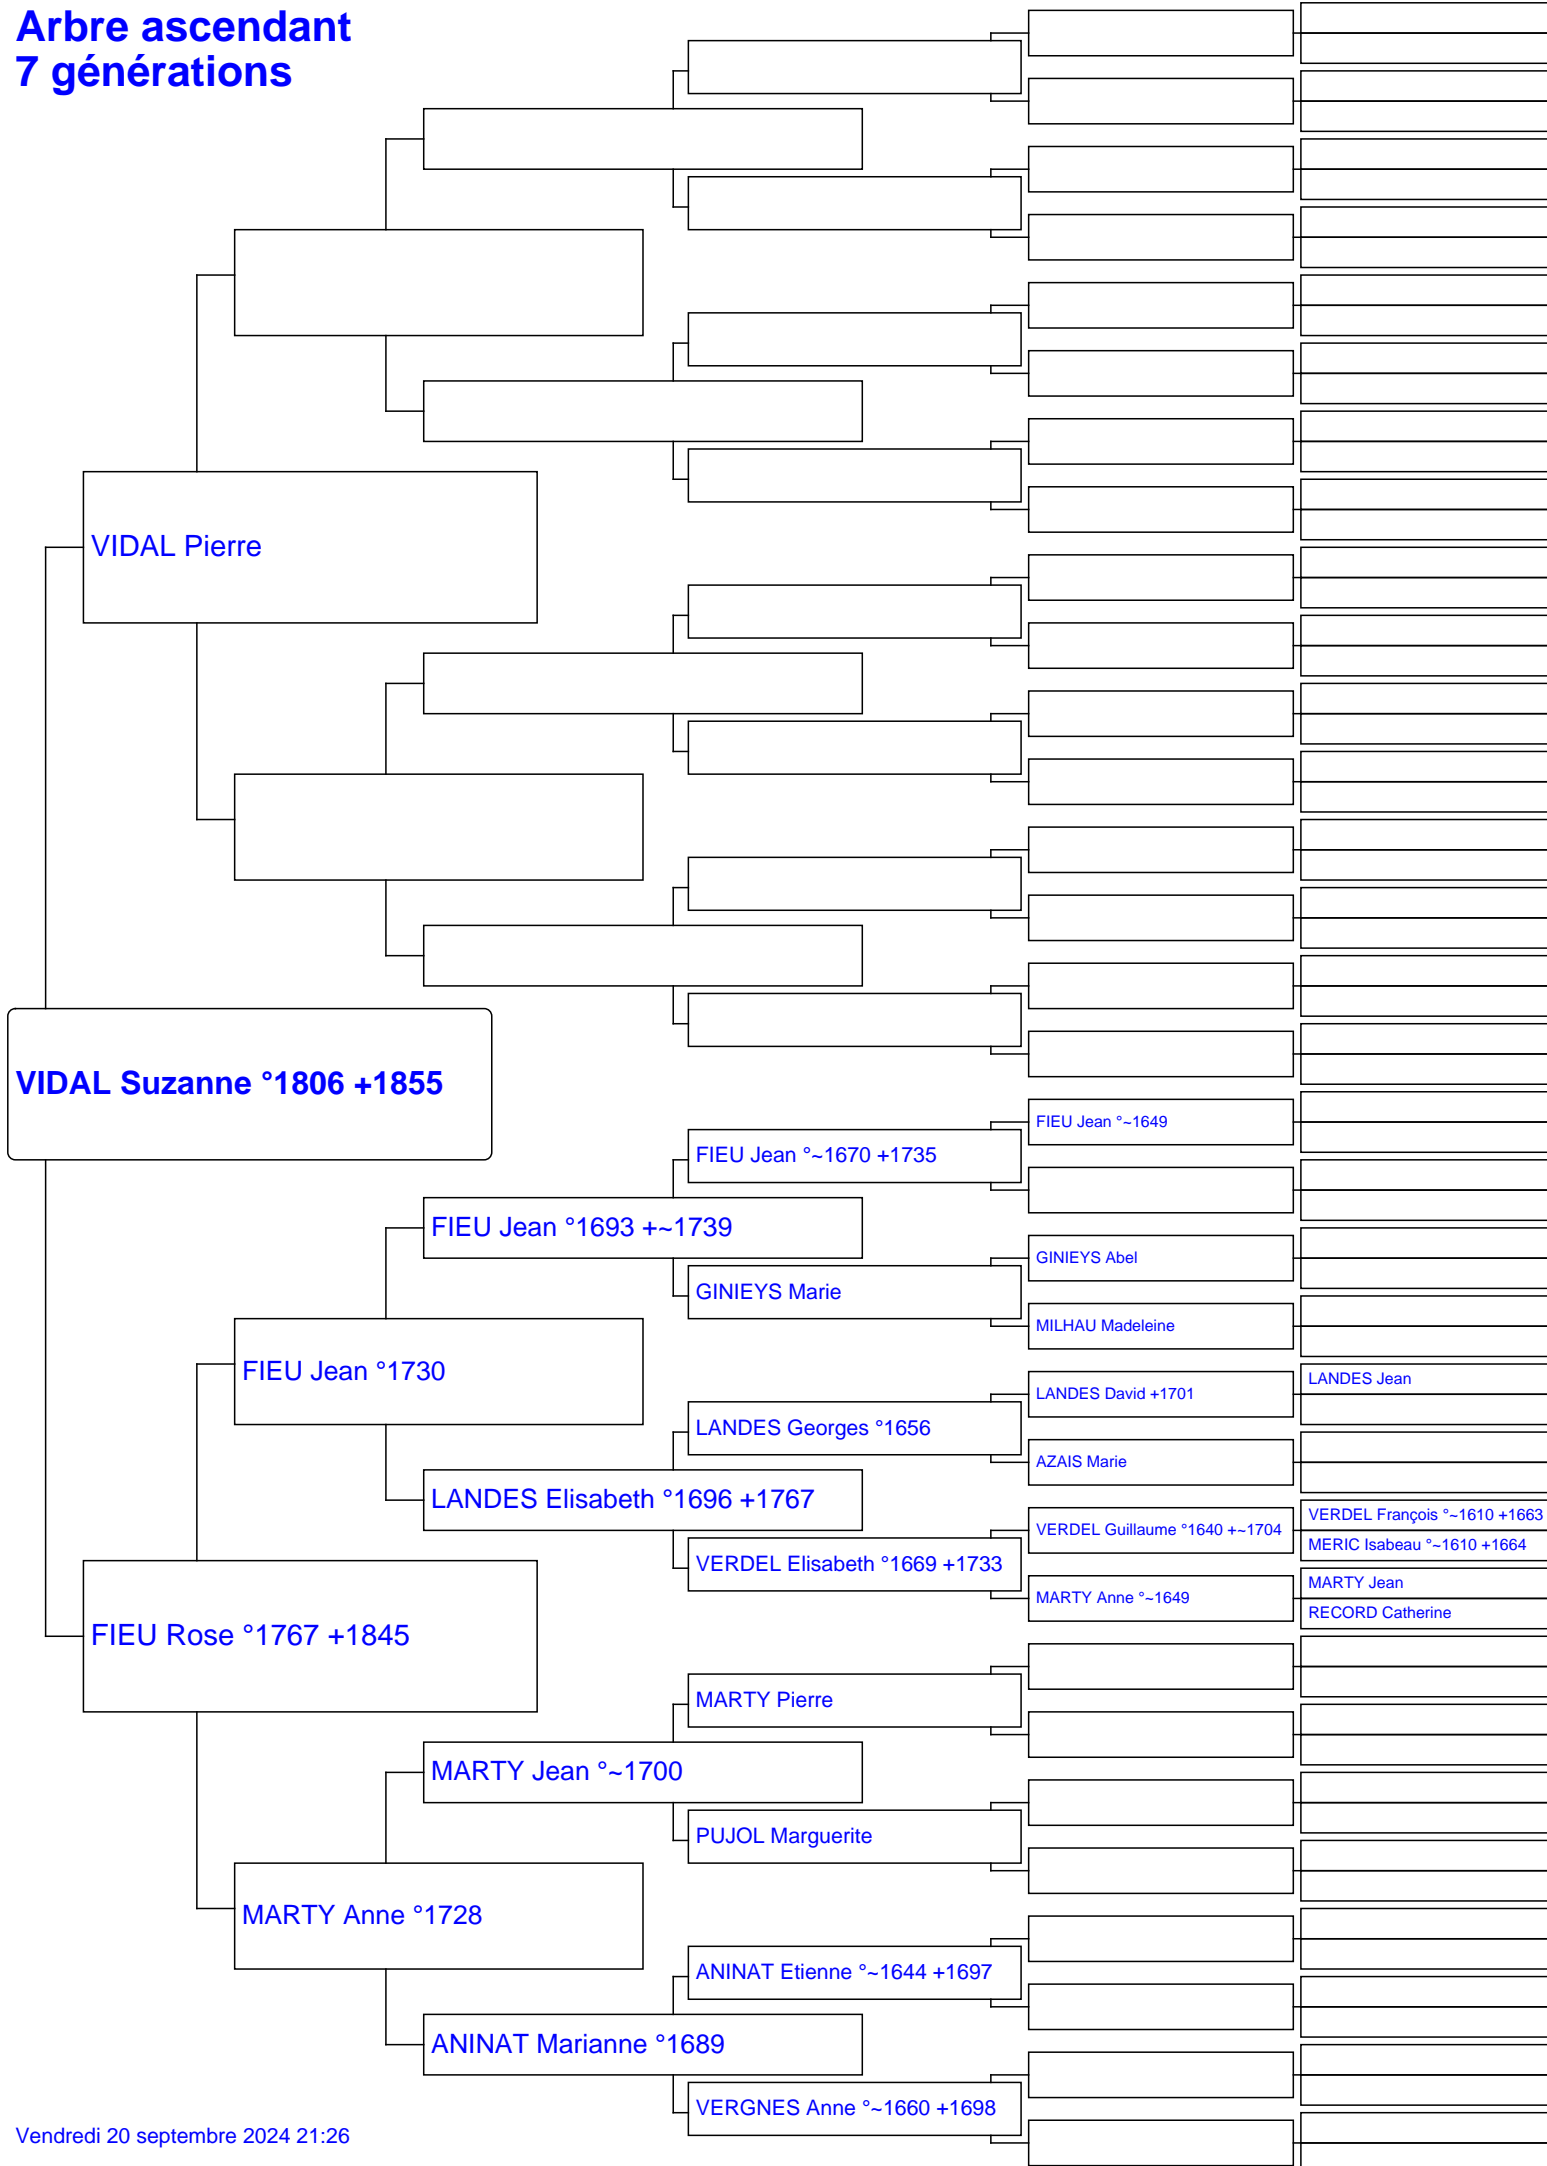 Arbre ascendant
7 générations
VIDAL Pierre
VIDAL Suzanne °1806 +1855
FIEU Jean °~1649
FIEU Jean °~1670 +1735
FIEU Jean °1693 +~1739
GINIEYS Abel
GINIEYS Marie
MILHAU Madeleine
FIEU Jean °1730
LANDES Jean
LANDES David +1701
LANDES Georges °1656
AZAIS Marie
LANDES Elisabeth °1696 +1767
VERDEL François °~1610 +1663
VERDEL Guillaume °1640 +~1704
MERIC Isabeau °~1610 +1664
VERDEL Elisabeth °1669 +1733
MARTY Jean
MARTY Anne °~1649
RECORD Catherine
FIEU Rose °1767 +1845
MARTY Pierre
MARTY Jean °~1700
PUJOL Marguerite
MARTY Anne °1728
ANINAT Etienne °~1644 +1697
ANINAT Marianne °1689
VERGNES Anne °~1660 +1698
Vendredi 20 septembre 2024 21:26